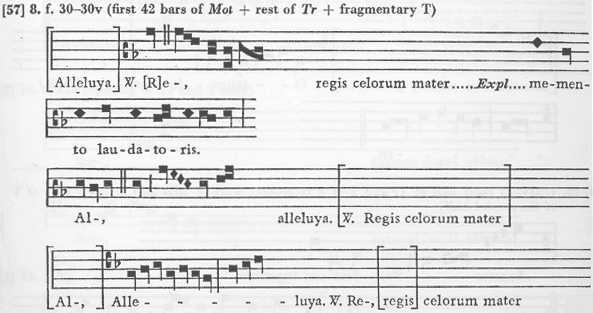 [57] 8. f. 30–30v (first 42 bars of Mot + rest of Tr + fragmentary T)
[Alleluya.] V. [R]e -, regis celorum mater.....Expl.... me-men-
to lau-da-to-ris.
Al-, alleluya. [V. Regis celorum mater]
[Al-,] Alle - - - - - luya. V. Re-, [regis] celorum mater